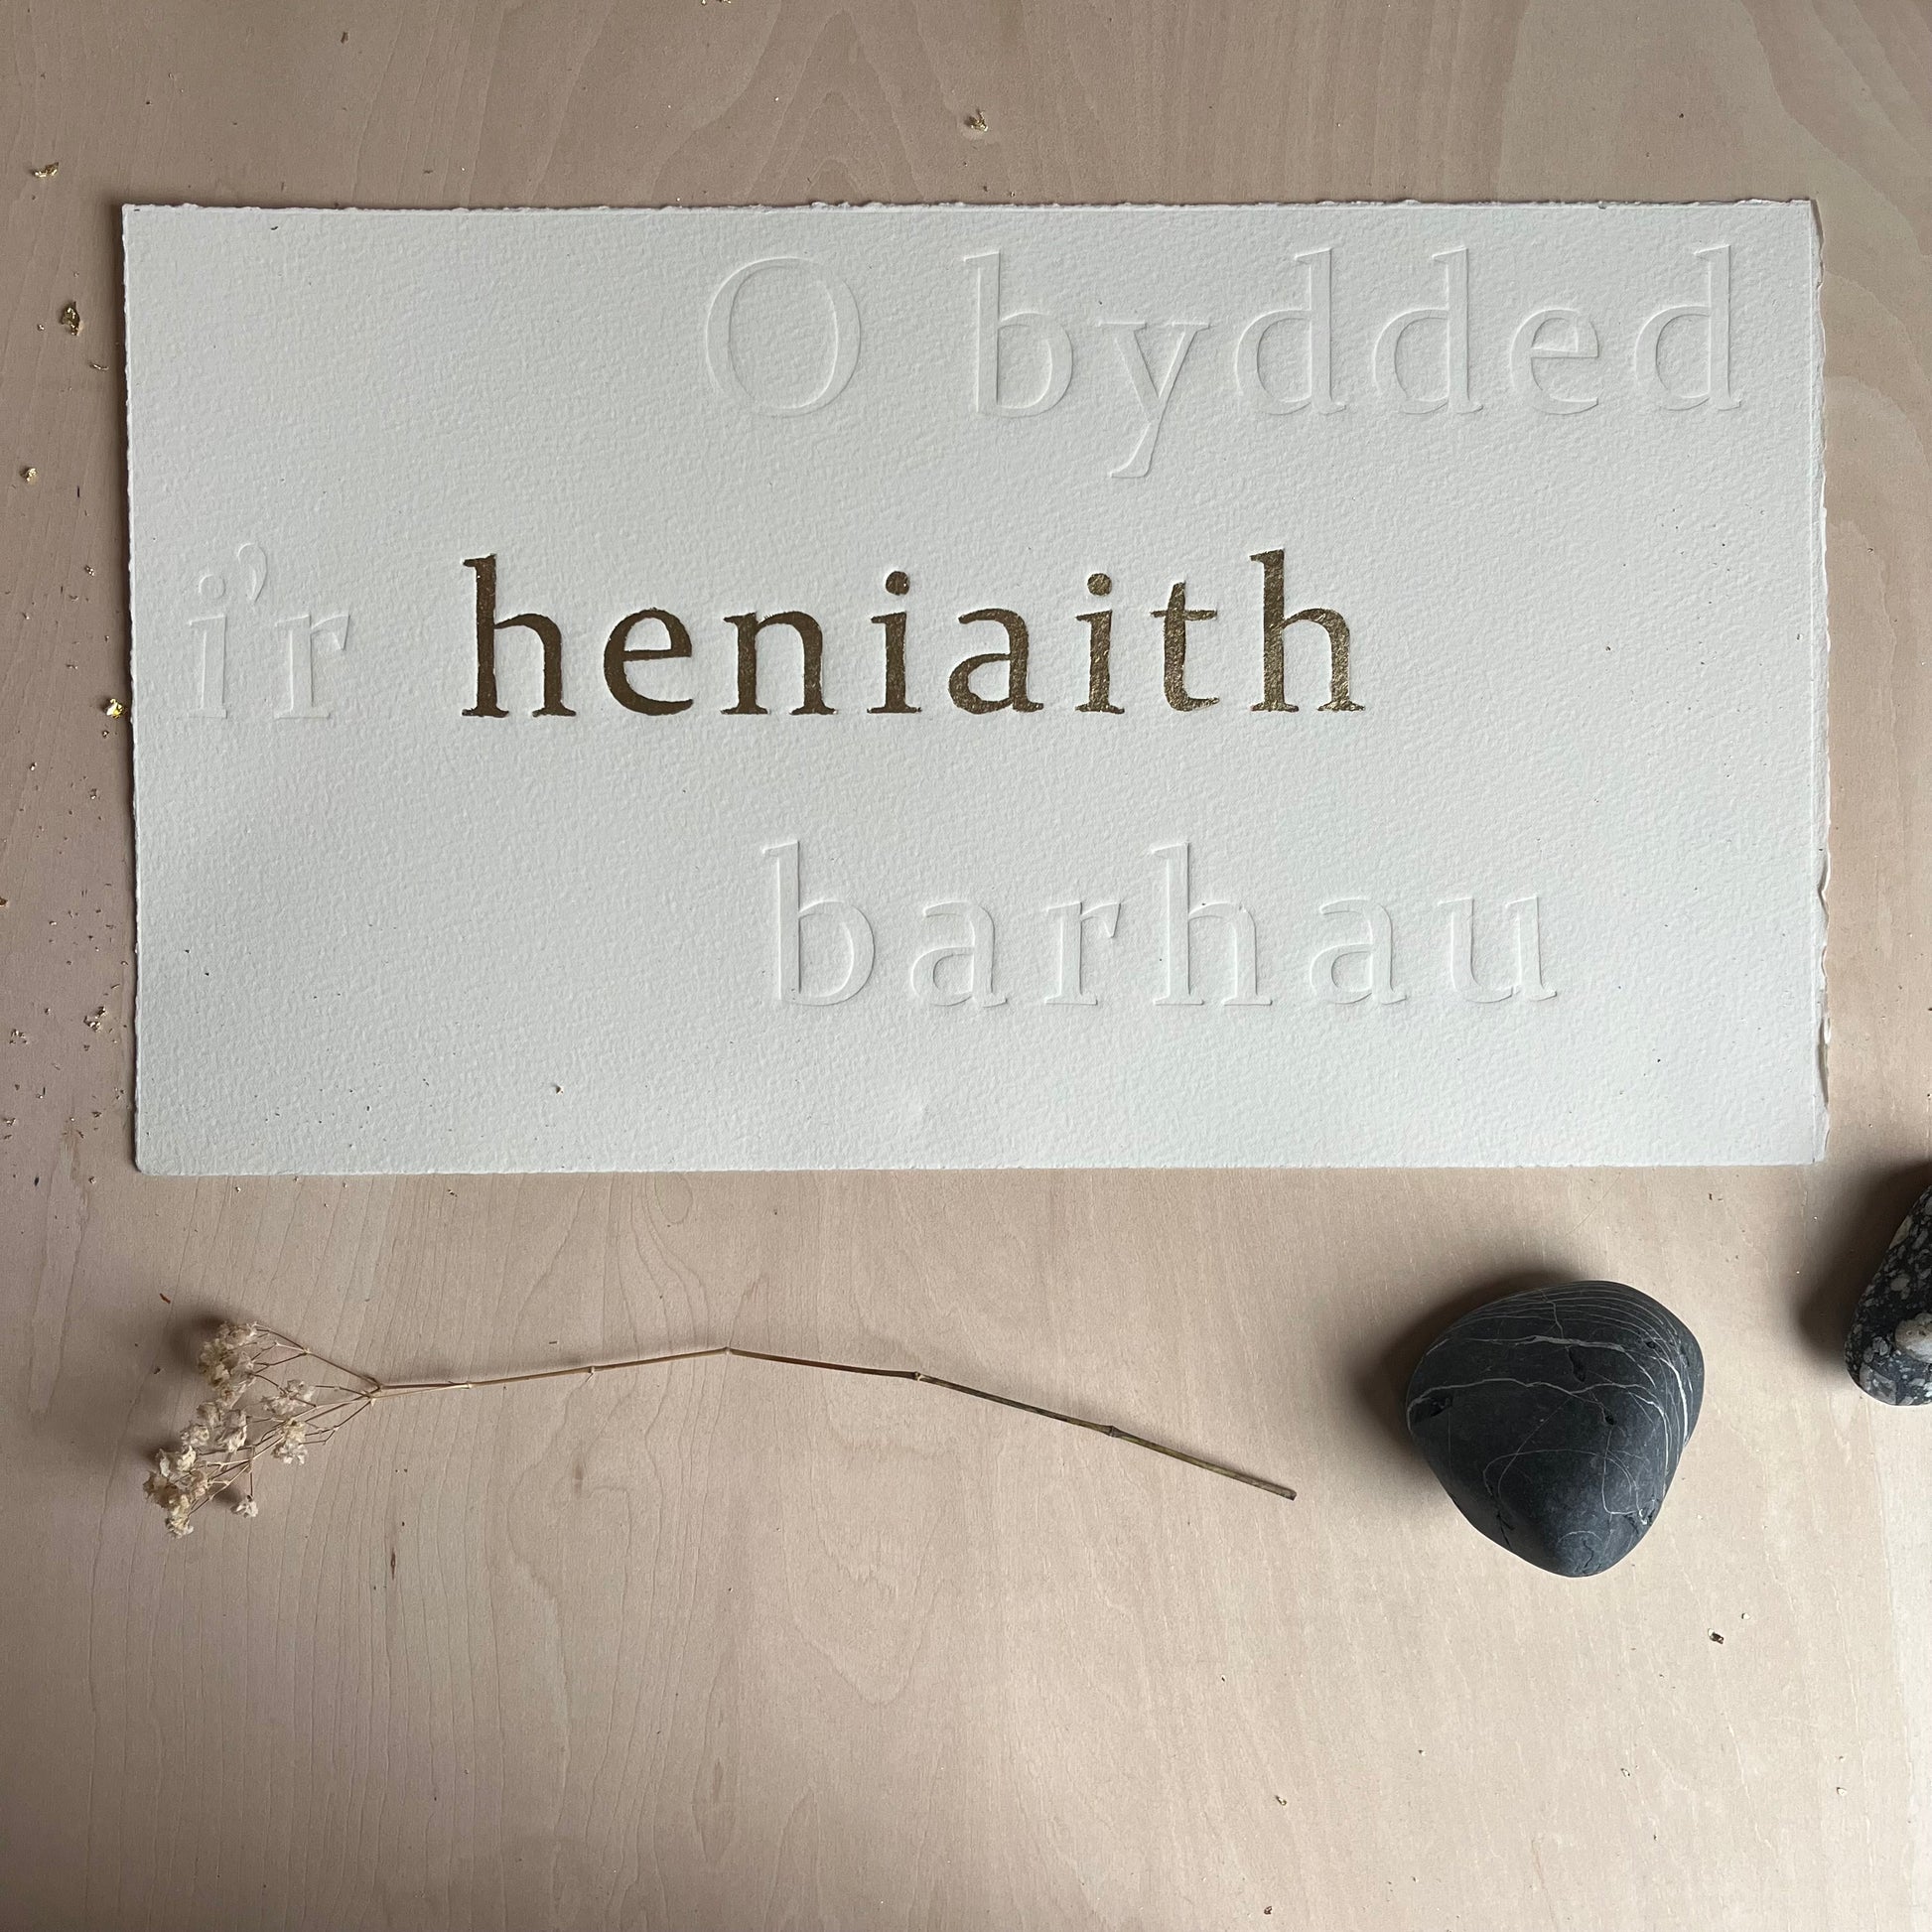 O bydded
i'r heniaith
barhau